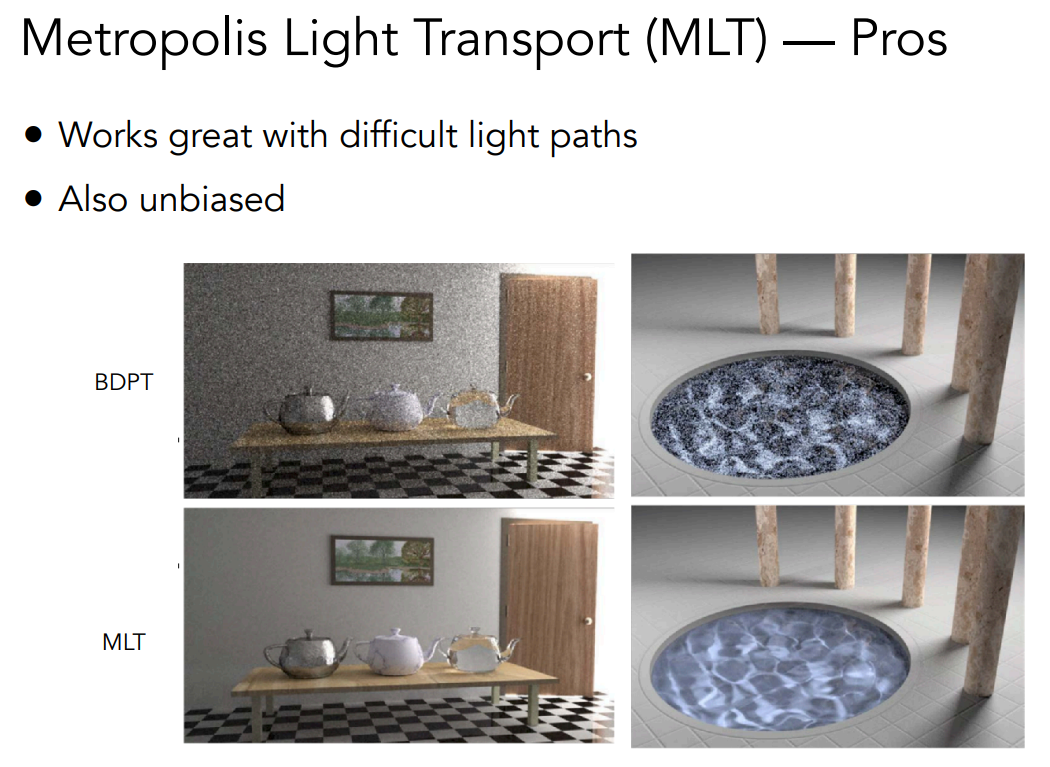 Metropolis Light Transport (MLT) — Pros
● Works great with difficult light paths
● Also unbiased
BDPT
MLT